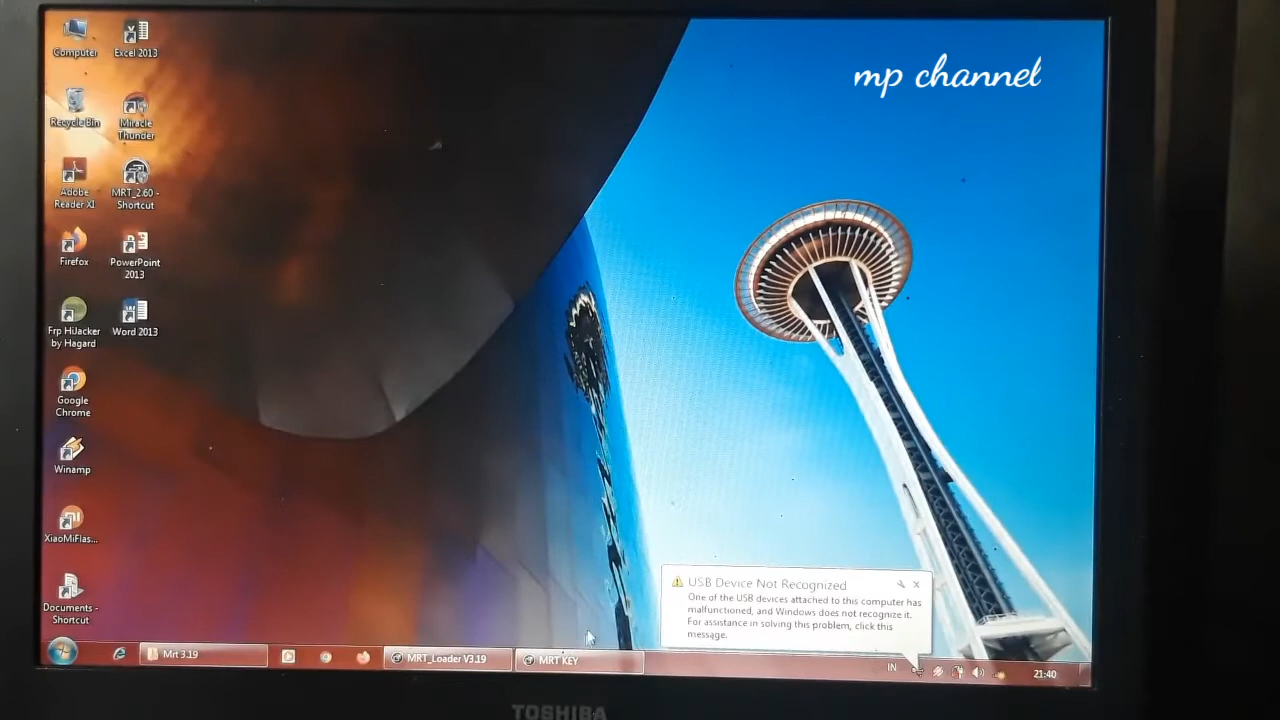 mp channel
Computer
Excel 2013
Recycle Bin
Miracle
Thunder
Adobe
Reader XI
MRT_2.60 -
Shortcut
Firefox
PowerPoint
2013
Frp HiJacker
by Hagard
Word 2013
Google
Chrome
Winamp
XiaoMiFlas...
Documents -
Shortcut
USB Device Not Recognized
One of the USB devices attached to this computer has
malfunctioned, and Windows does not recognize it.
For assistance in solving this problem, click this
message.
Mrt 3.19
MRT_Loader V3.19
MRT KEY
IN
21:40
TOSHIBA